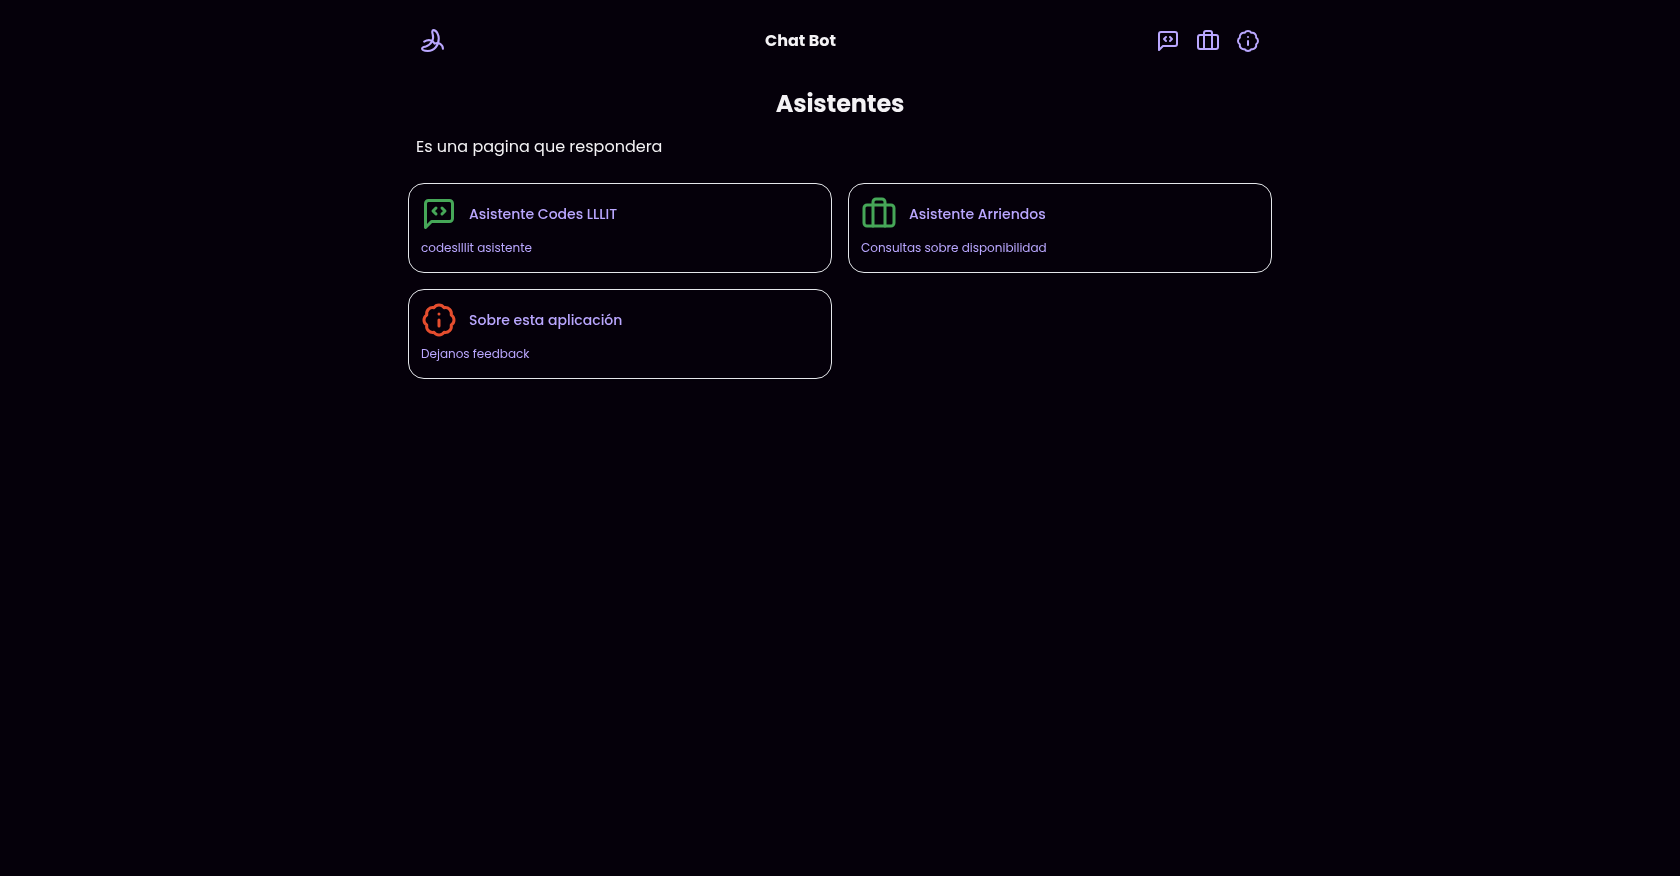 Chat Bot
Asistentes
Es una pagina que respondera
Asistente Codes LLLIT
codeslllit asistente
Asistente Arriendos
Consultas sobre disponibilidad
Sobre esta aplicación
Dejanos feedback